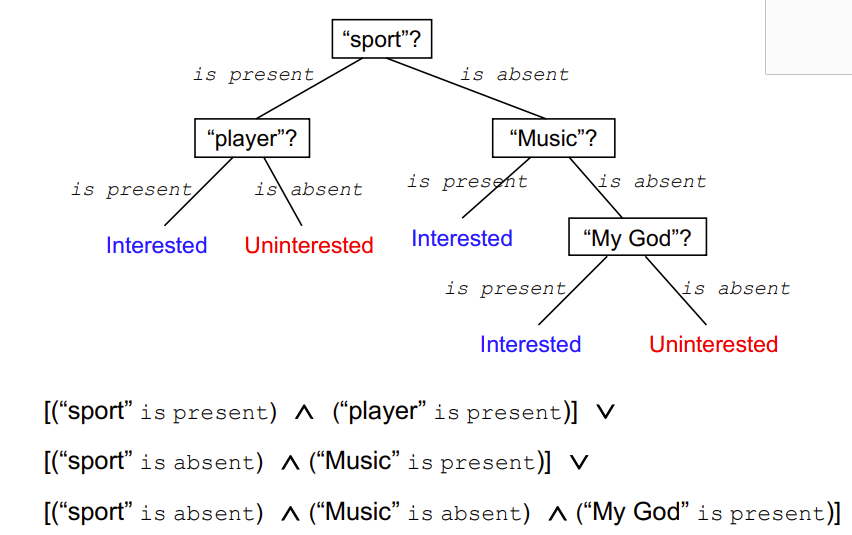 “sport”?
is present is absent
“player”? “Music”?
is present is absent is present is absent
Interested Uninterested Interested “My God”?
is present is absent
Interested Uninterested
[(“sport” is present) ∧ (“player” is present)] ∨
[(“sport” is absent) ∧ (“Music” is present)] ∨
[(“sport” is absent) ∧ (“Music” is absent) ∧ (“My God” is present)]